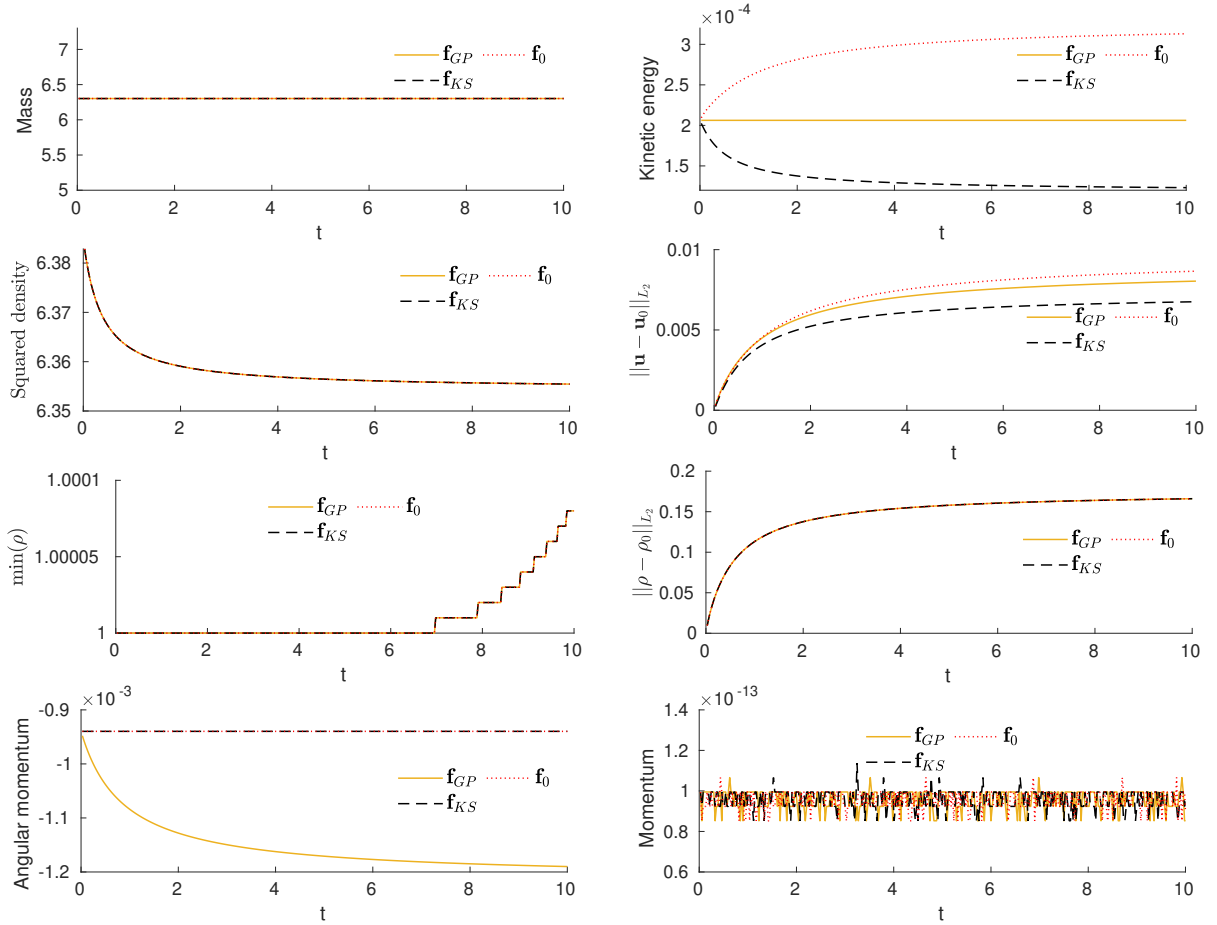 Mass
7
6.5
6
5.5
5
0 2 4 6 8 10
t
f_GP f_0
f_KS
×10^-4
Kinetic energy
3
2.5
2
1.5
0 2 4 6 8 10
t
f_GP f_0
f_KS
Squared density
6.38
6.37
6.36
6.35
0 2 4 6 8 10
t
f_GP f_0
f_KS
||u − u_0||_L_2
0.01
0.005
0
0 2 4 6 8 10
t
f_GP f_0
f_KS
min(ρ)
1.0001
1.00005
1
0 2 4 6 8 10
t
f_GP f_0
f_KS
||ρ − ρ_0||_L_2
0.2
0.15
0.1
0.05
0
0 2 4 6 8 10
t
f_GP f_0
f_KS
×10^-3
Angular momentum
-0.9
-1
-1.1
-1.2
0 2 4 6 8 10
t
f_GP f_0
f_KS
×10^-13
Momentum
1.4
1.2
1
0.8
0.6
0 2 4 6 8 10
t
f_GP f_0
f_KS